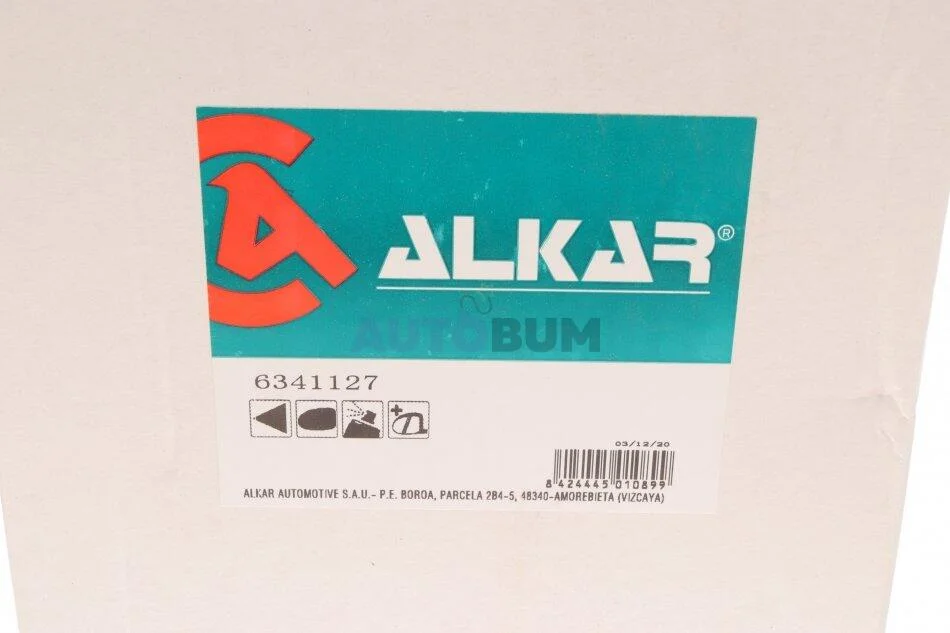 ALKAR®
AUTOBUM
6341127
03/12/20
8 424445 010899
ALKAR AUTOMOTIVE S.A.U.- P.E. BOROA, PARCELA 2B4-5, 48340-AMOREBIETA (VIZCAYA)